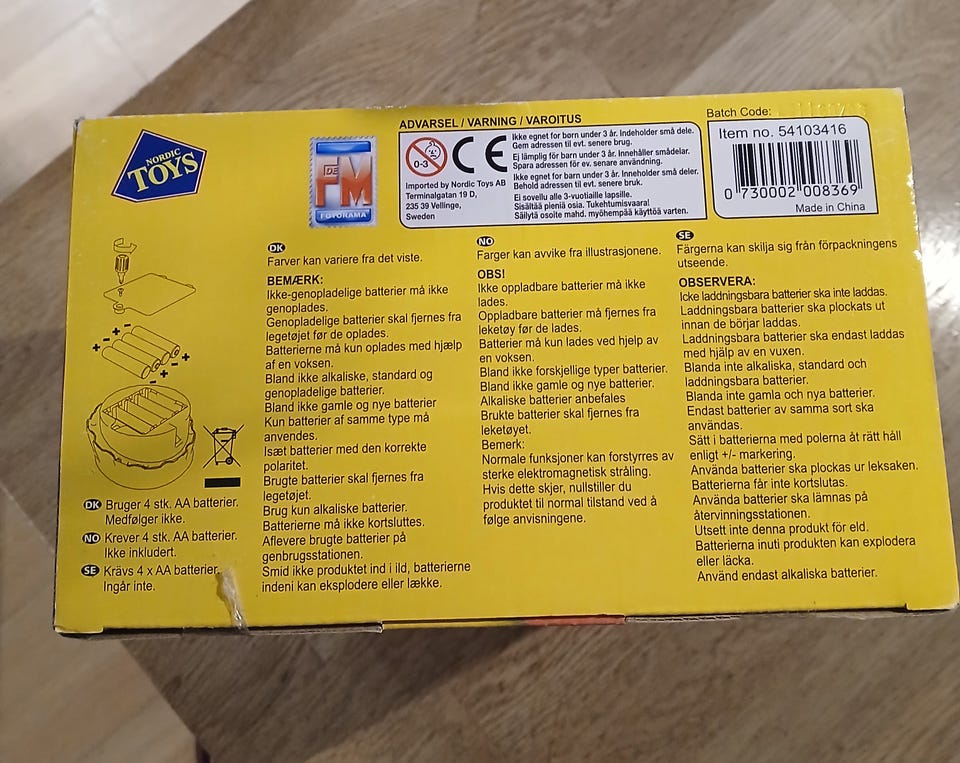 NORDIC
TOYS
DE
FM
FOTORAMA
ADVARSEL / VARNING / VAROITUS
0-3
CE
Imported by Nordic Toys AB
Terminalgatan 19 D,
235 39 Vellinge,
Sweden
Ikke egnet for børn under 3 år. Indeholder små dele.
Gem adressen til evt. senere brug.
Ej lämplig för barn under 3 år. Innehåller smådelar.
Spara adressen för ev. senare användning.
Ikke egnet for barn under 3 år. Inneholder små deler.
Behold adressen til evt. senere bruk.
Ei sovellu alle 3-vuotiaille lapsille.
Sisältää pieniä osia. Tukehtumisvaara!
Säilytä osoite mahd. myöhempää käyttöä varten.
Batch Code:
Item no. 54103416
0 730002 008369
Made in China
DK
Farver kan variere fra det viste.
BEMÆRK:
Ikke-genopladelige batterier må ikke
genoplades.
Genopladelige batterier skal fjernes fra
legetøjet før de oplades.
Batterierne må kun oplades med hjælp
af en voksen.
Bland ikke alkaliske, standard og
genopladelige batterier.
Bland ikke gamle og nye batterier
Kun batterier af samme type må
anvendes.
Isæt batterier med den korrekte
polaritet.
Brugte batterier skal fjernes fra
legetøjet.
Brug kun alkaliske batterier.
Batterierne må ikke kortsluttes.
Aflevere brugte batterier på
genbrugsstationen.
Smid ikke produktet ind i ild, batterierne
indeni kan eksplodere eller lække.
NO
Farger kan avvike fra illustrasjonene.
OBS!
Ikke oppladbare batterier må ikke
lades.
Oppladbare batterier må fjernes fra
leketøy før de lades.
Batterier må kun lades ved hjelp av
en voksen.
Bland ikke forskjellige typer batterier.
Bland ikke gamle og nye batterier.
Alkaliske batterier anbefales
Brukte batterier skal fjernes fra
leketøyet.
Bemerk:
Normale funksjoner kan forstyrres av
sterke elektromagnetisk stråling.
Hvis dette skjer, nullstiller du
produktet til normal tilstand ved å
følge anvisningene.
SE
Färgerna kan skilja sig från förpackningens
utseende.
OBSERVERA:
Icke laddningsbara batterier ska inte laddas.
Laddningsbara batterier ska plockas ut
innan de börjar laddas.
Laddningsbara batterier ska endast laddas
med hjälp av en vuxen.
Blanda inte alkaliska, standard och
laddningsbara batterier.
Blanda inte gamla och nya batterier.
Endast batterier av samma sort ska
användas.
Sätt i batterierna med polerna åt rätt håll
enligt +/- markering.
Använda batterier ska plockas ur leksaken.
Batterierna får inte kortslutas.
Använda batterier ska lämnas på
återvinningsstationen.
Utsett inte denna produkt för eld.
Batterierna inuti produkten kan explodera
eller läcka.
Använd endast alkaliska batterier.
DK Bruger 4 stk. AA batterier.
Medfølger ikke.
NO Krever 4 stk. AA batterier.
Ikke inkludert.
SE Krävs 4 x AA batterier.
Ingår inte.